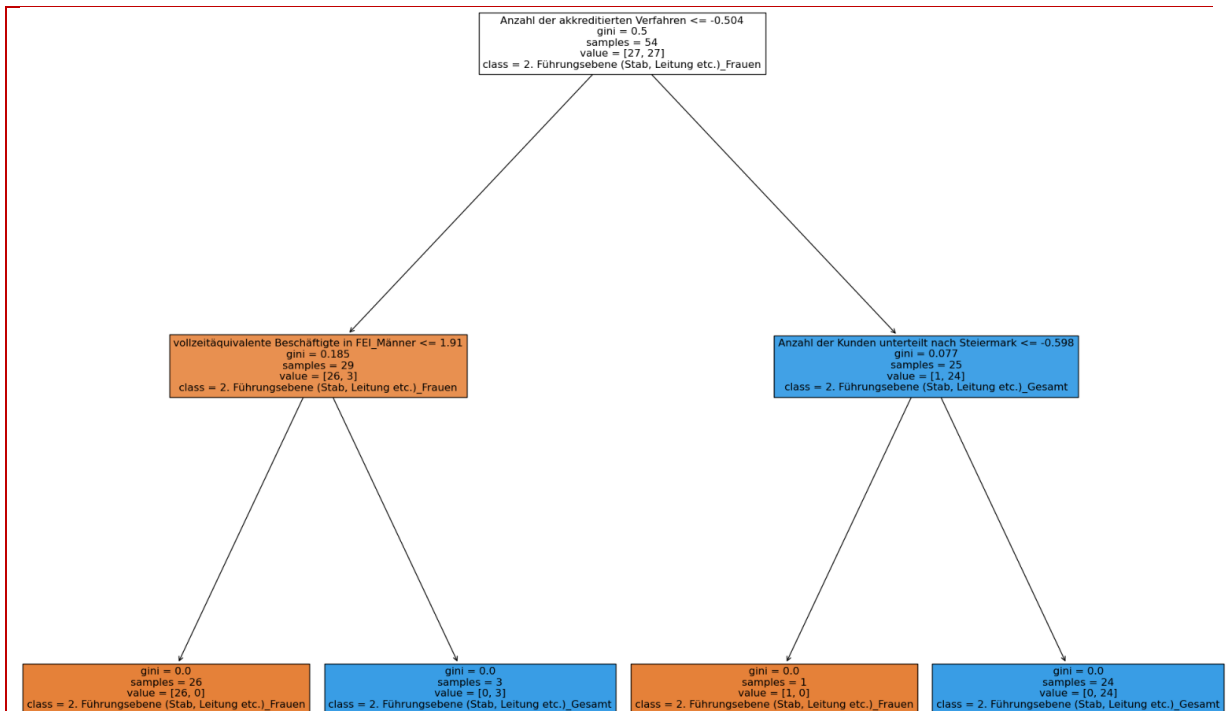 Anzahl der akkreditierten Verfahren <= -0.504
gini = 0.5
samples = 54
value = [27, 27]
class = 2. Führungsebene (Stab, Leitung etc.)_Frauen
vollzeitäquivalente Beschäftigte in FEI_Männer <= 1.91
gini = 0.185
samples = 29
value = [26, 3]
class = 2. Führungsebene (Stab, Leitung etc.)_Frauen
Anzahl der Kunden unterteilt nach Steiermark <= -0.598
gini = 0.077
samples = 25
value = [1, 24]
class = 2. Führungsebene (Stab, Leitung etc.)_Gesamt
gini = 0.0
samples = 26
value = [26, 0]
class = 2. Führungsebene (Stab, Leitung etc.)_Frauen
gini = 0.0
samples = 3
value = [0, 3]
class = 2. Führungsebene (Stab, Leitung etc.)_Gesamt
gini = 0.0
samples = 1
value = [1, 0]
class = 2. Führungsebene (Stab, Leitung etc.)_Frauen
gini = 0.0
samples = 24
value = [0, 24]
class = 2. Führungsebene (Stab, Leitung etc.)_Gesamt